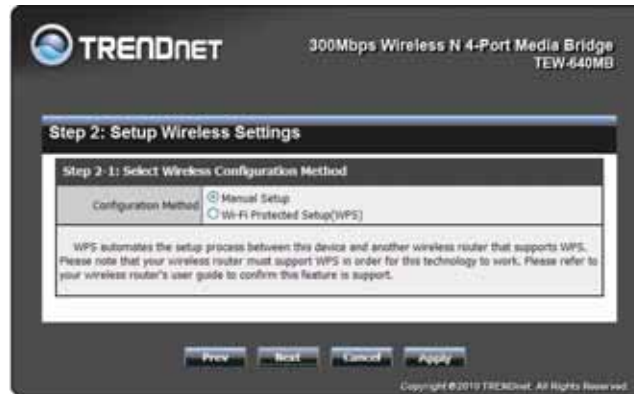 TRENDNET
300Mbps Wireless N 4-Port Media Bridge
TEW-640MB
Step 2: Setup Wireless Settings
Step 2-1: Select Wireless Configuration Method
Configuration Method
Manual Setup
Wi-Fi Protected Setup(WPS)
WPS automates the setup process between this device and another wireless router that supports WPS.
Please note that your wireless router must support WPS in order for this technology to work. Please refer to
your wireless router's user guide to confirm this feature is support.
Prev Next Cancel Apply
Copyright ©2010 TRENDnet. All Rights Reserved.